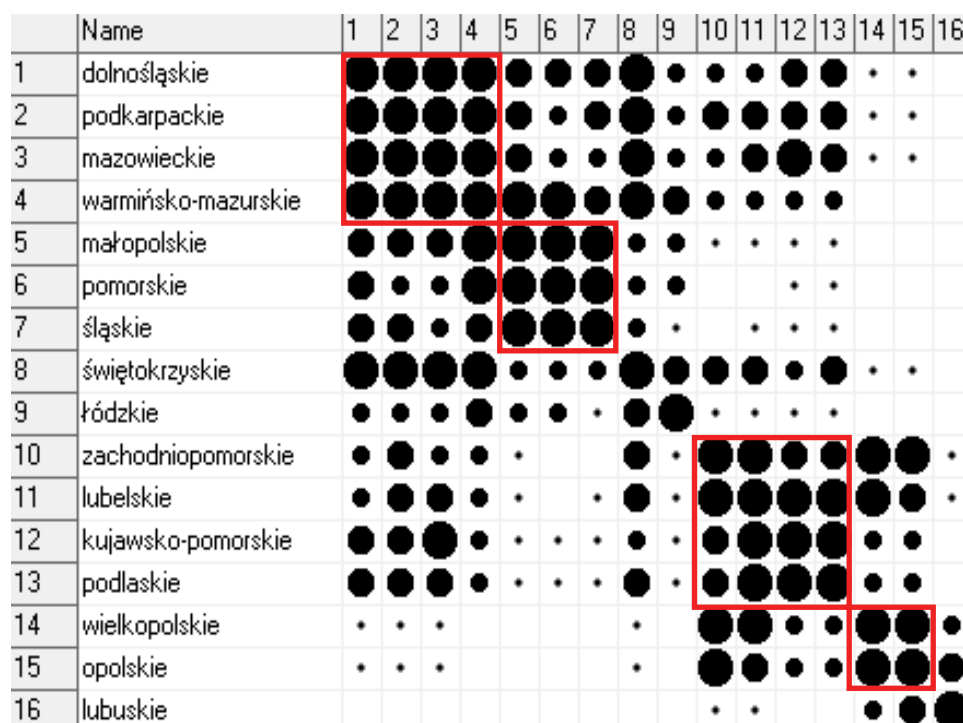 Name 1 2 3 4 5 6 7 8 9 10 11 12 13 14 15 16
1 dolnośląskie
2 podkarpackie
3 mazowieckie
4 warmińsko-mazurskie
5 małopolskie
6 pomorskie
7 śląskie
8 świętokrzyskie
9 łódzkie
10 zachodniopomorskie
11 lubelskie
12 kujawsko-pomorskie
13 podlaskie
14 wielkopolskie
15 opolskie
16 lubuskie